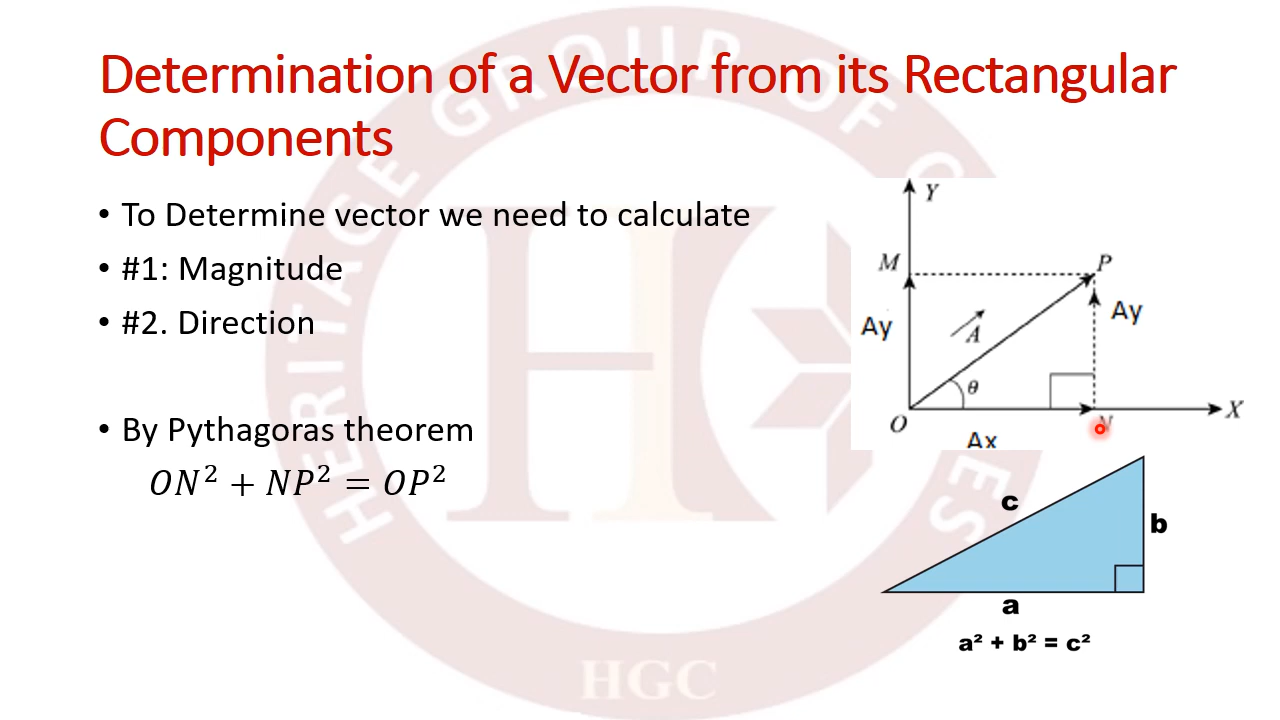 Determination of a Vector from its Rectangular
Components
• To Determine vector we need to calculate
• #1: Magnitude
• #2. Direction
• By Pythagoras theorem
𝑂𝑁² + 𝑁𝑃² = 𝑂𝑃²
Y
M
P
Ay
A
Ay
θ
O
N
X
Ax
c
b
a
a² + b² = c²
HERITAGE GROUP OF
ES
HGC